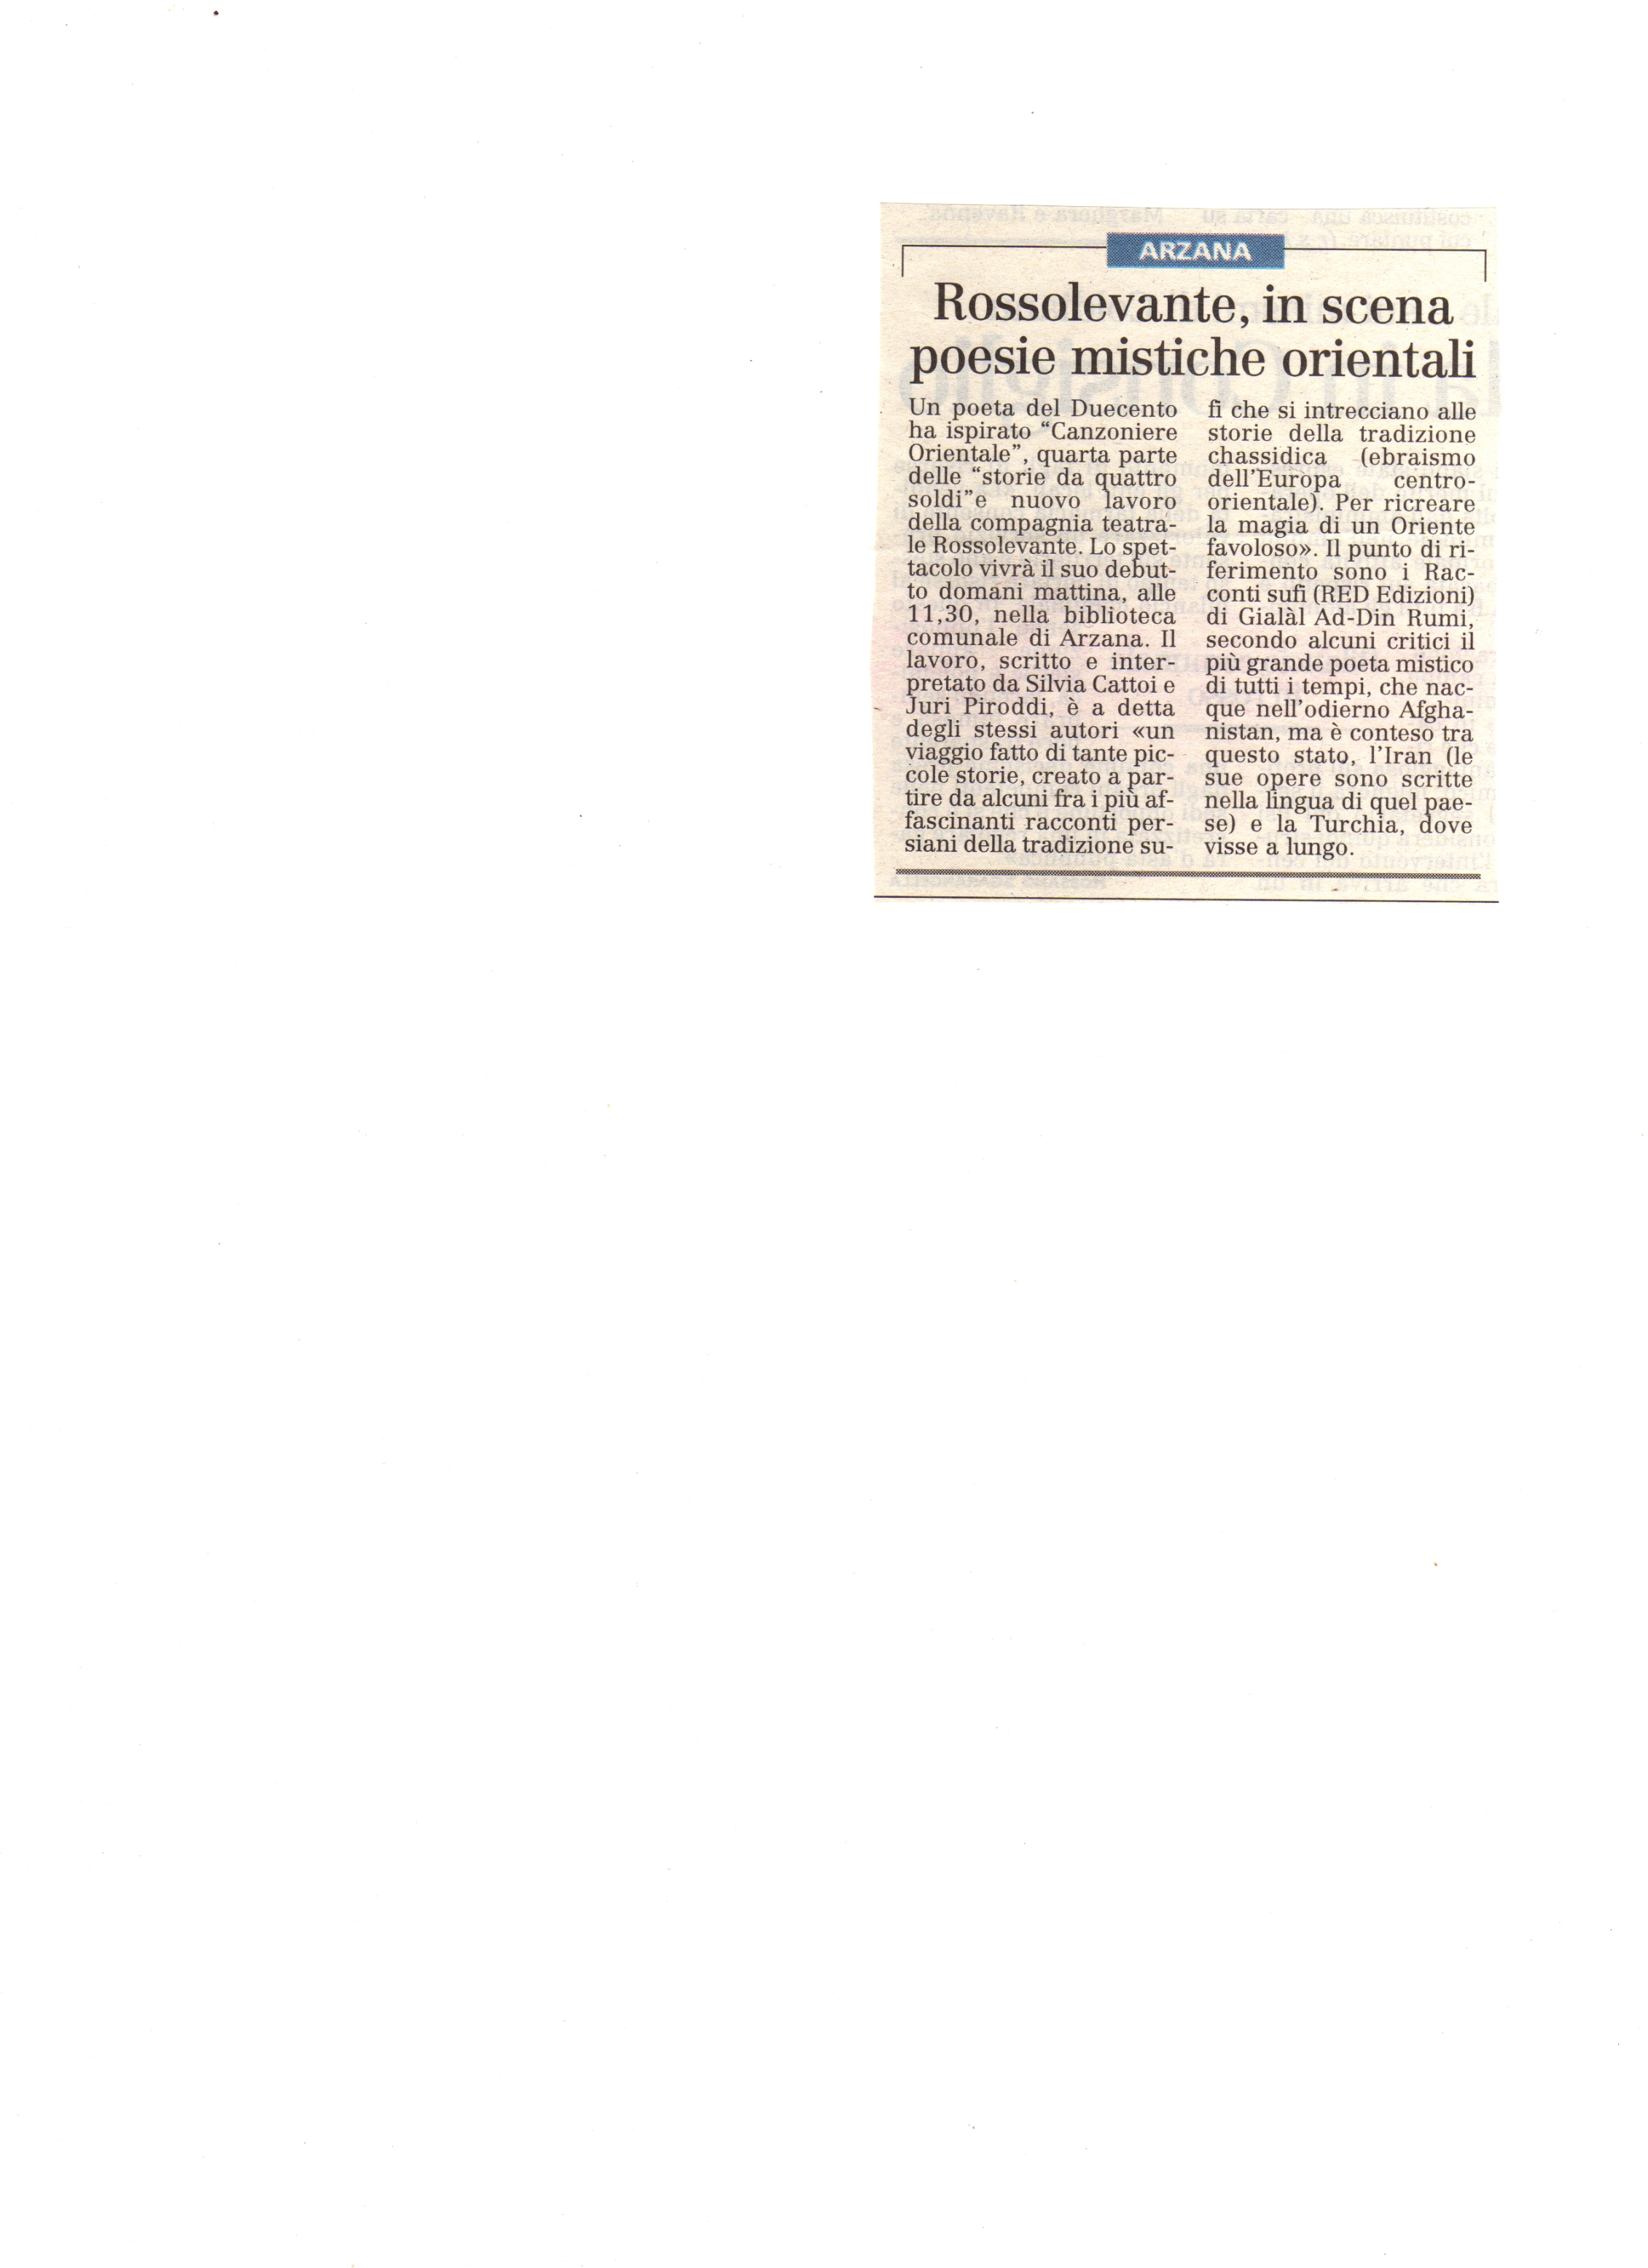 ARZANA
Rossolevante, in scena
poesie mistiche orientali
Un poeta del Duecento
ha ispirato “Canzoniere
Orientale”, quarta parte
delle “storie da quattro
soldi”e nuovo lavoro
della compagnia teatra-
le Rossolevante. Lo spet-
tacolo vivrà il suo debut-
to domani mattina, alle
11,30, nella biblioteca
comunale di Arzana. Il
lavoro, scritto e inter-
pretato da Silvia Cattoi e
Juri Piroddi, è a detta
degli stessi autori «un
viaggio fatto di tante pic-
cole storie, creato a par-
tire da alcuni fra i più af-
fascinanti racconti per-
siani della tradizione su-
fi che si intrecciano alle
storie della tradizione
chassidica (ebraismo
dell’Europa centro-
orientale). Per ricreare
la magia di un Oriente
favoloso». Il punto di ri-
ferimento sono i Rac-
conti sufi (RED Edizioni)
di Gialàl Ad-Din Rumi,
secondo alcuni critici il
più grande poeta mistico
di tutti i tempi, che nac-
que nell’odierno Afgha-
nistan, ma è conteso tra
questo stato, l’Iran (le
sue opere sono scritte
nella lingua di quel pae-
se) e la Turchia, dove
visse a lungo.